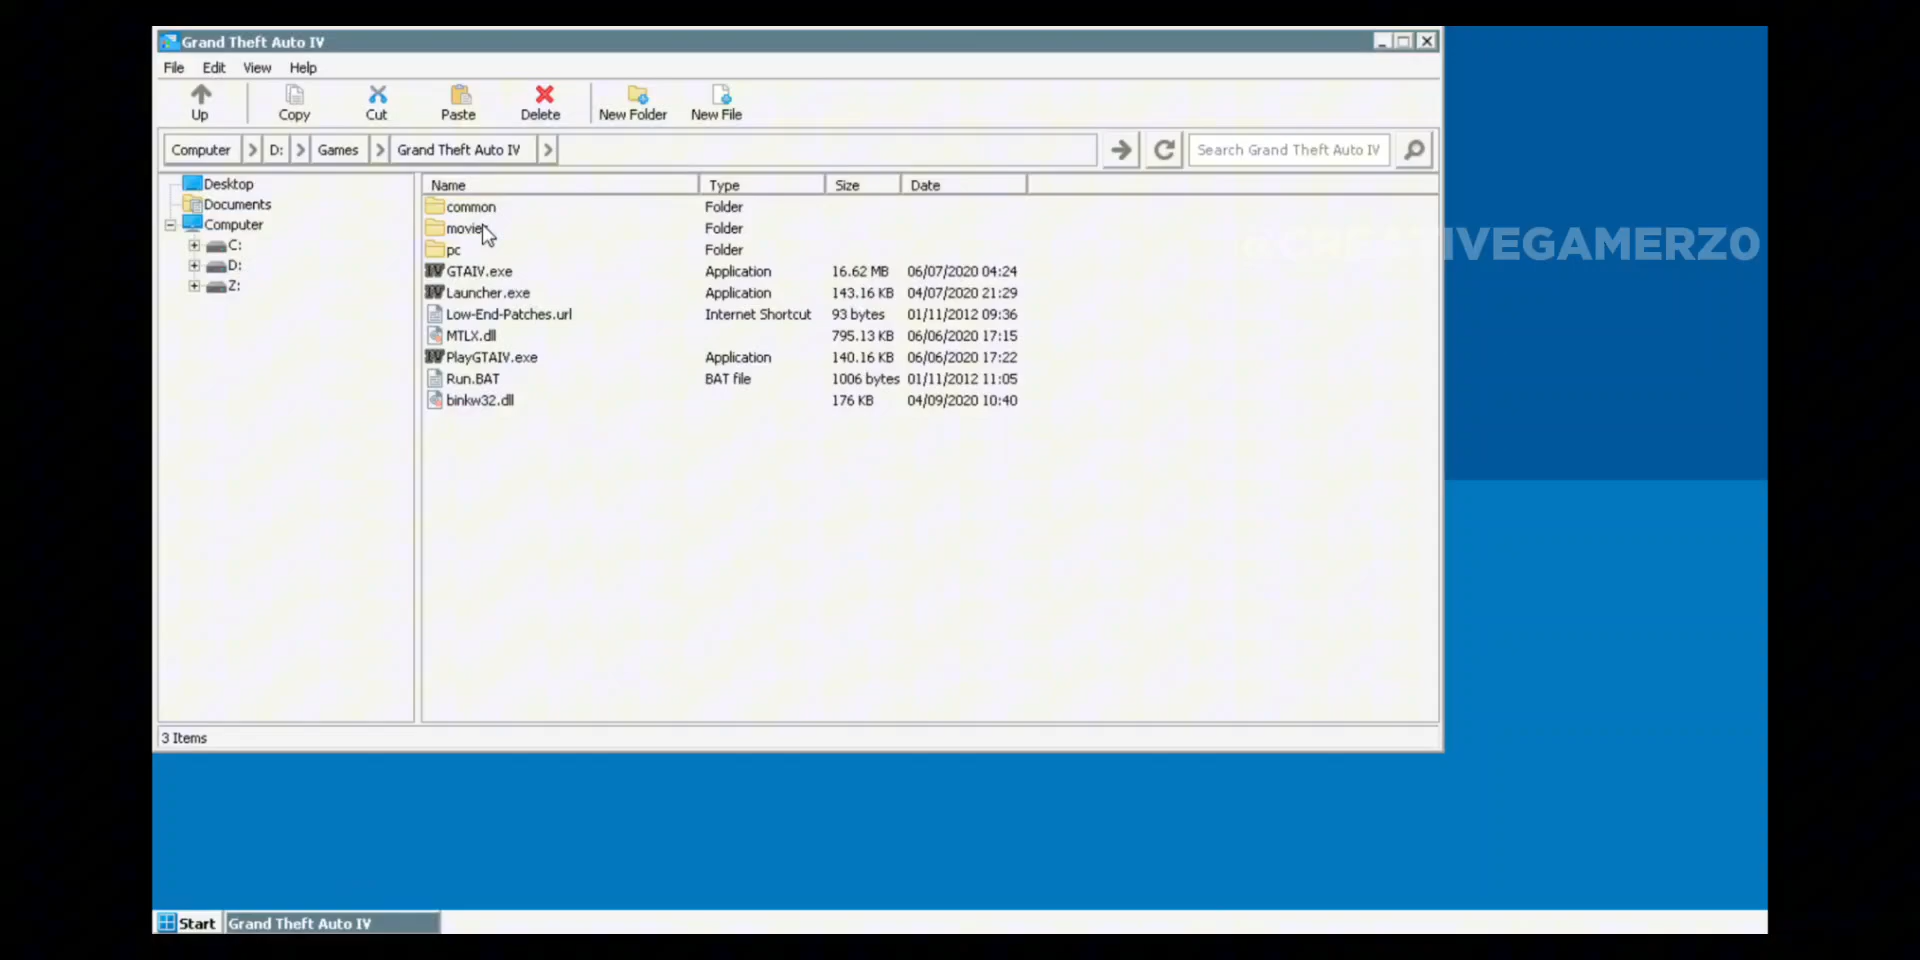 Grand Theft Auto IV
File Edit View Help
Up Copy Cut Paste Delete New Folder New File
Computer D: Games Grand Theft Auto IV Search Grand Theft Auto IV
Desktop
Documents
Computer
C:
D:
Z:
Name Type Size Date
common Folder
movie Folder
pc Folder
GTAIV.exe Application 16.62 MB 06/07/2020 04:24
Launcher.exe Application 143.16 KB 04/07/2020 21:29
Low-End-Patches.url Internet Shortcut 93 bytes 01/11/2012 09:36
MTLX.dll 795.13 KB 06/06/2020 17:15
PlayGTAIV.exe Application 140.16 KB 06/06/2020 17:22
Run.BAT BAT file 1006 bytes 01/11/2012 11:05
binkw32.dll 176 KB 04/09/2020 10:40
@CREATIVEGAMERZ0
3 Items
Start Grand Theft Auto IV